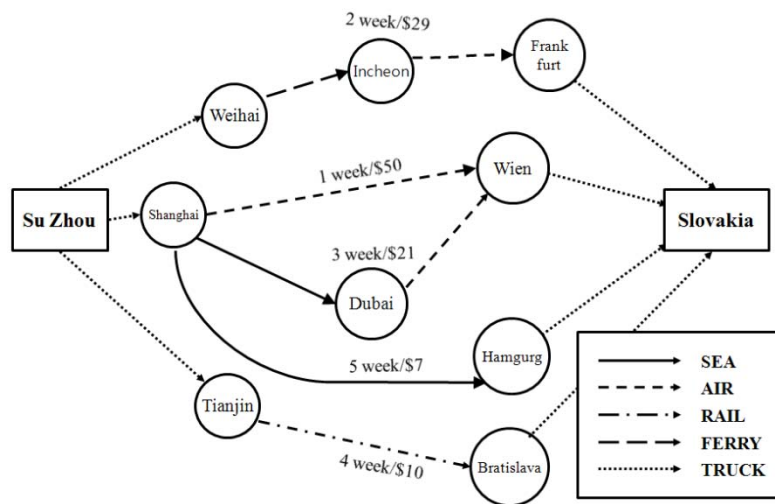 2 week/$29
Frank
furt
Incheon
Weihai
1 week/$50
Wien
Su Zhou
Shanghai
Slovakia
3 week/$21
Dubai
Hamgurg
5 week/$7
Tianjin
4 week/$10
Bratislava
SEA
AIR
RAIL
FERRY
TRUCK